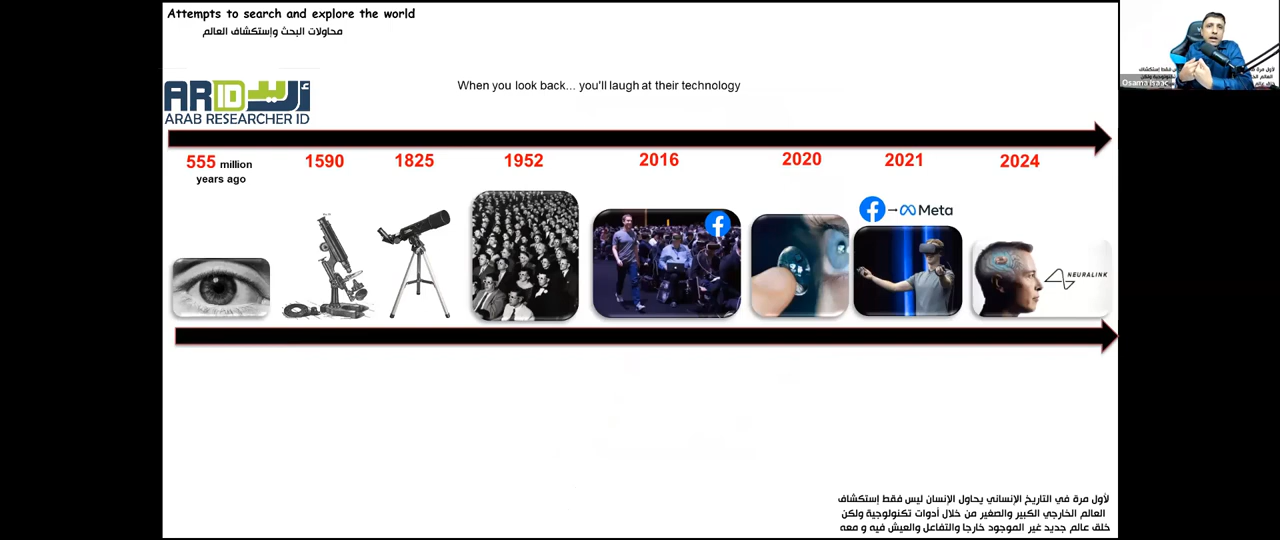 Attempts to search and explore the world
محاولات البحث وإستكشاف العالم
ARID أريد
ARAB RESEARCHER ID
When you look back... you'll laugh at their technology
555 million
years ago
1590
1825
1952
2016
2020
2021
2024
Meta
NEURALINK
لأول مرة في التاريخ الإنساني يحاول الإنسان ليس فقط إستكشاف
العالم الخارجي الكبير والصغير من خلال أدوات تكنولوجية ولكن
خلق عالم جديد غير الموجود خارجا والتفاعل والعيش فيه و معه